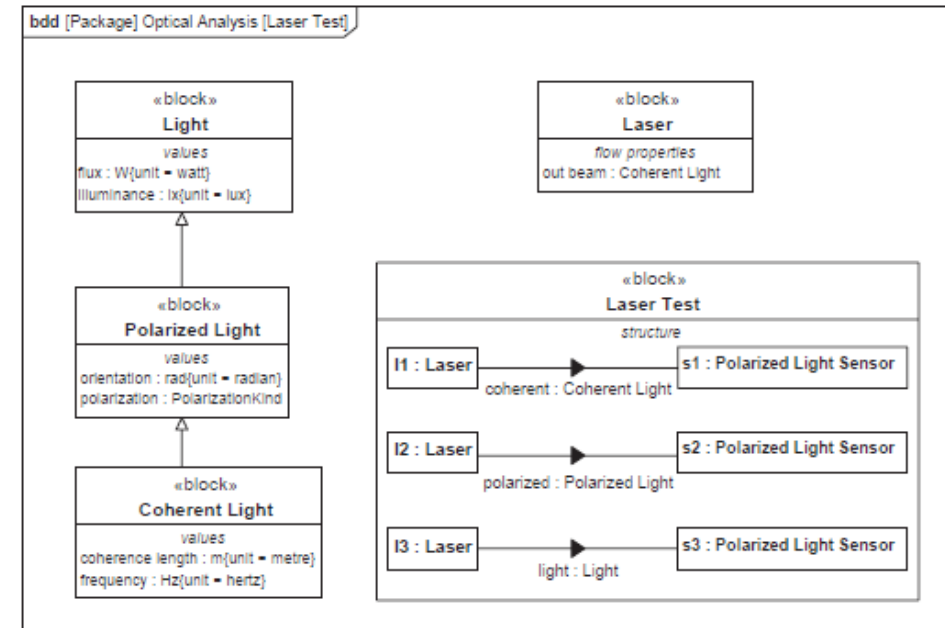 bdd [Package] Optical Analysis [Laser Test]
«block»
Light
values
flux : W{unit = watt}
illuminance : lx{unit = lux}
«block»
Laser
flow properties
out beam : Coherent Light
«block»
Polarized Light
values
orientation : rad{unit = radian}
polarization : PolarizationKind
«block»
Coherent Light
values
coherence length : m{unit = metre}
frequency : Hz{unit = hertz}
«block»
Laser Test
structure
l1 : Laser
s1 : Polarized Light Sensor
coherent : Coherent Light
l2 : Laser
s2 : Polarized Light Sensor
polarized : Polarized Light
l3 : Laser
s3 : Polarized Light Sensor
light : Light